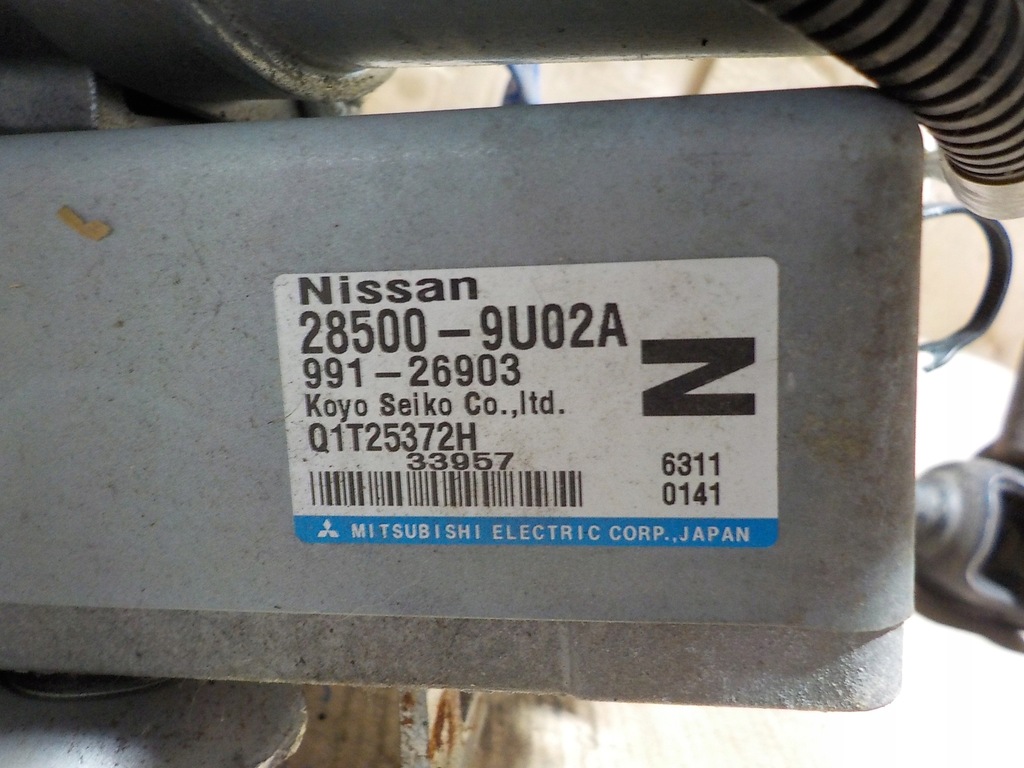 Nissan
28500-9U02A
991-26903
Koyo Seiko Co.,ltd.
Q1T25372H
33957
N
6311
0141
MITSUBISHI ELECTRIC CORP.,JAPAN